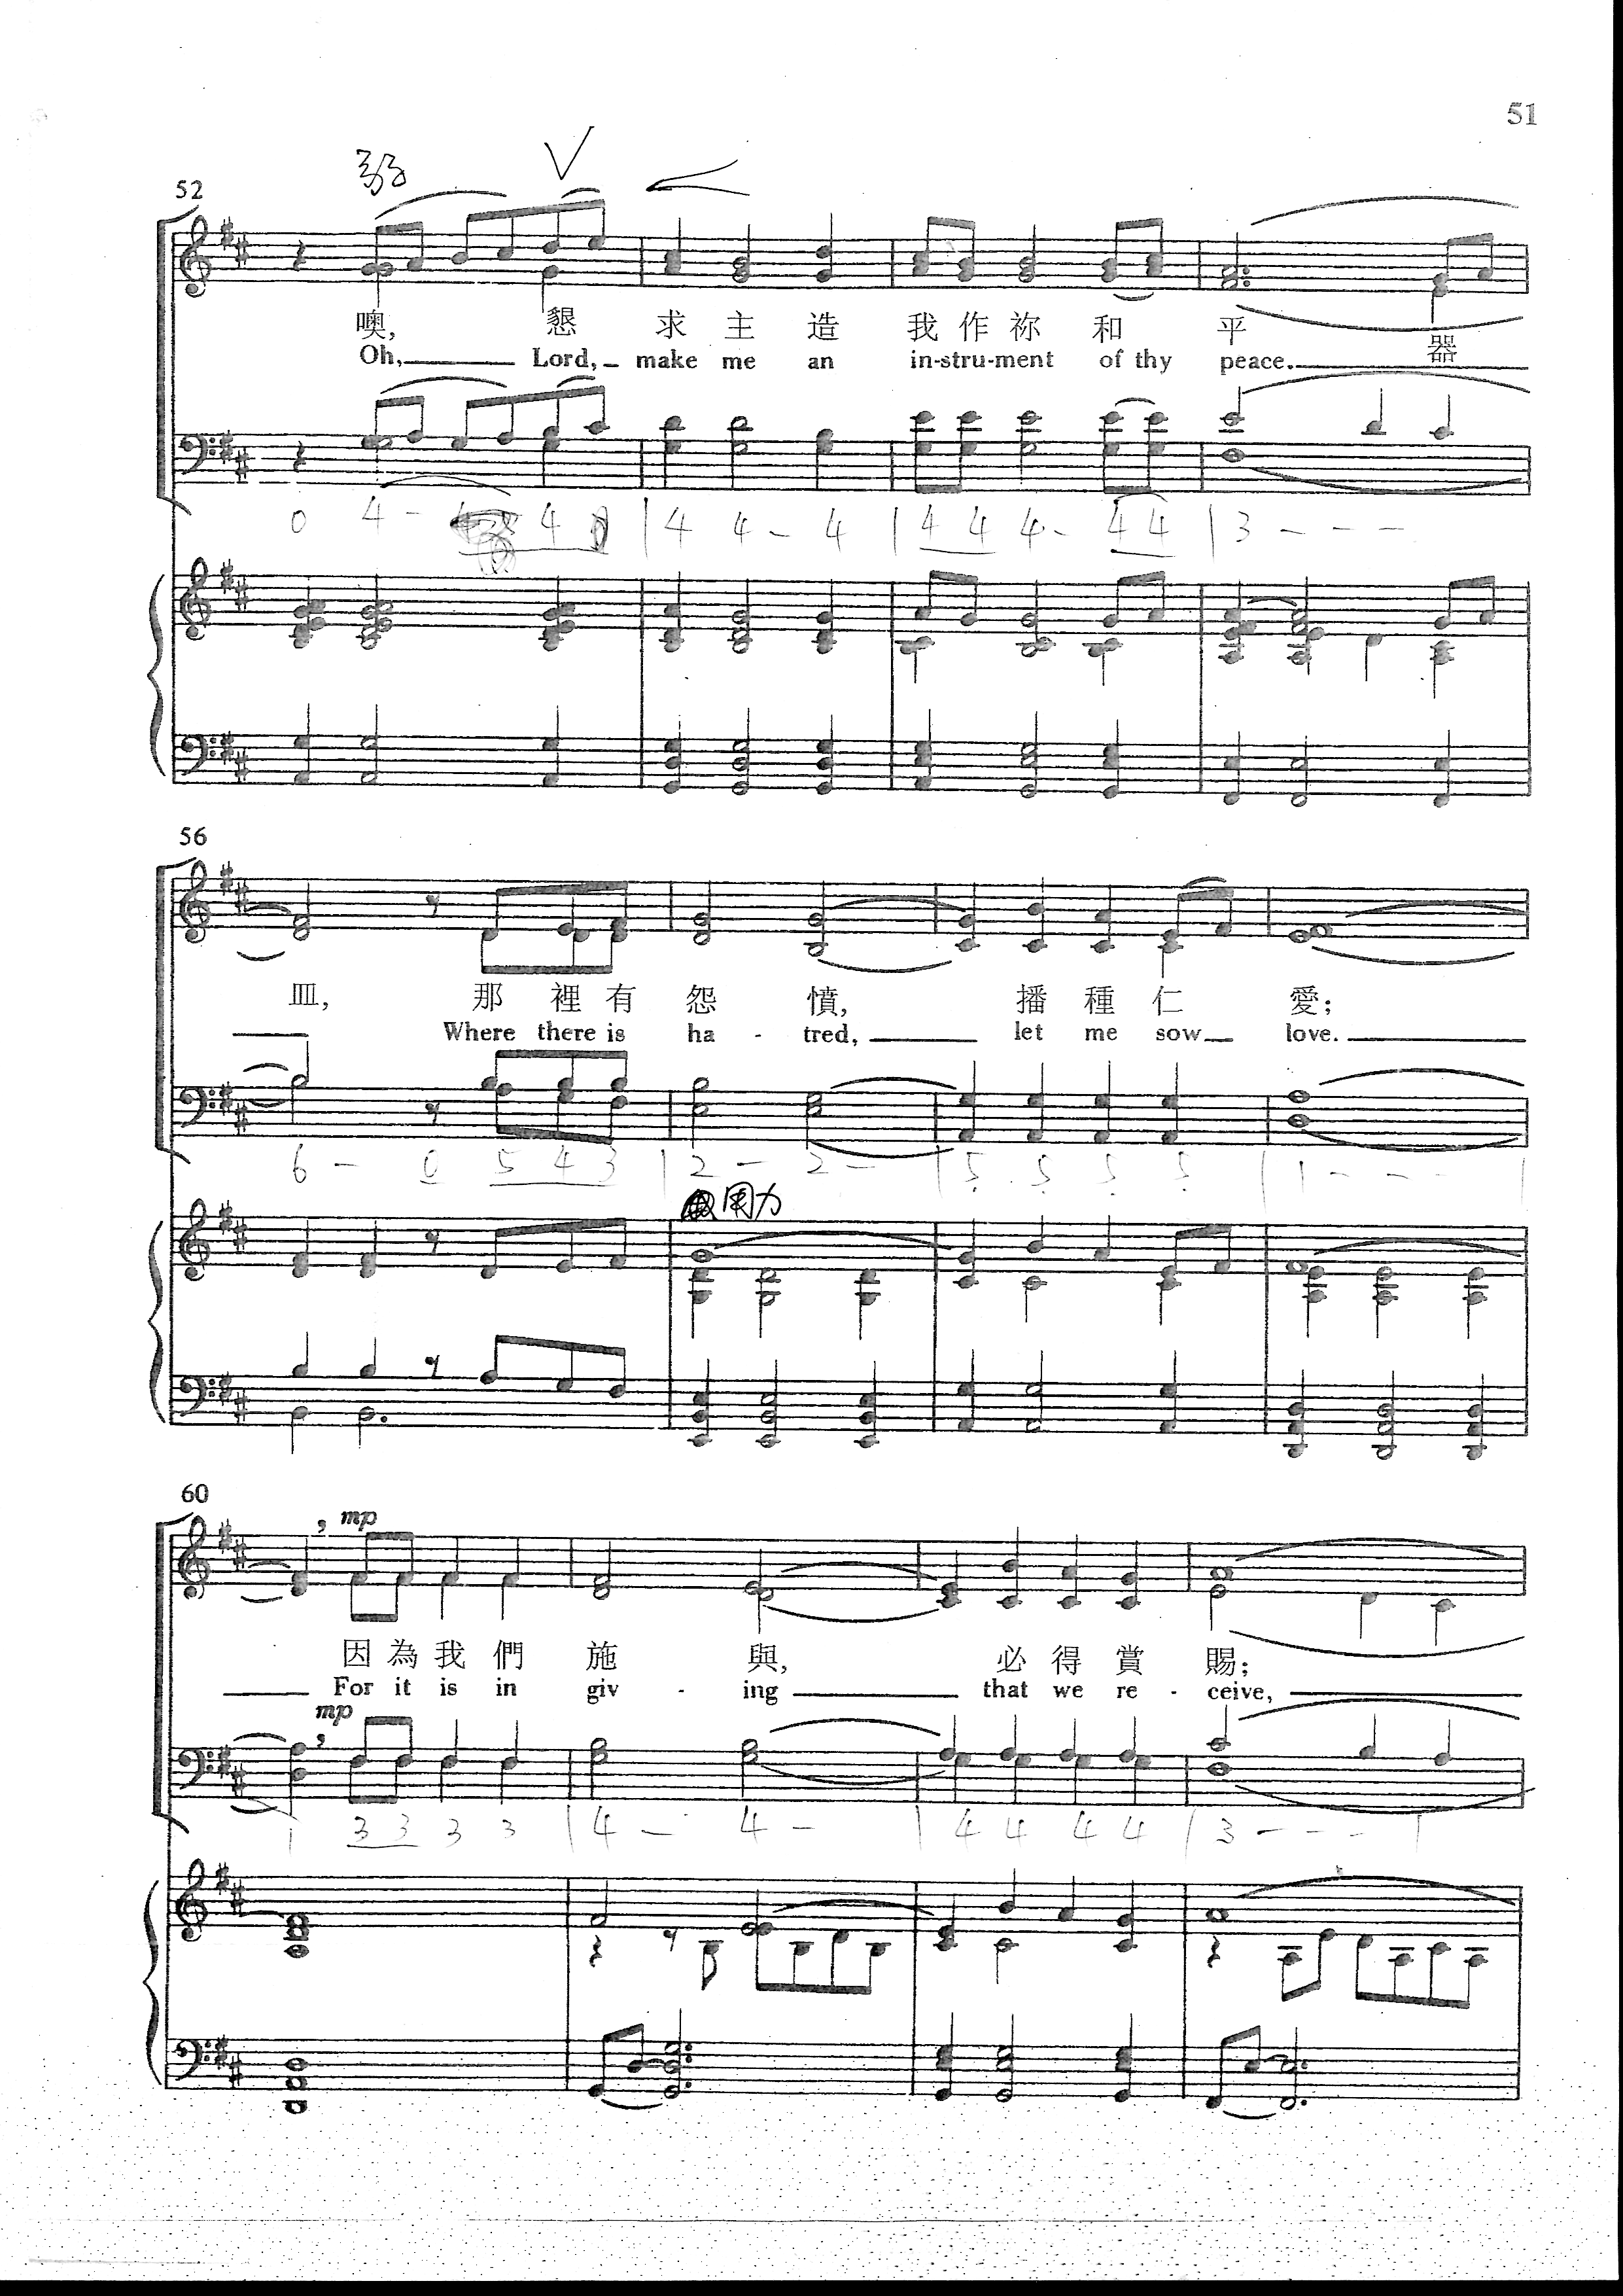 51
弱
52
噢, 懇 求 主 造 我 作 祢 和 平 器
Oh, Lord, make me an in-stru-ment of thy peace.
0 4 - 4 | 4 4 - 4 | 4 4 4 - 4 4 | 3 - - -
56
皿, 那 裡 有 怨 憤, 播 種 仁 愛;
Where there is ha - tred, let me sow love.
6 - 0 5 4 3 | 2 - 2 - | 5 5 5 5 | 1 - - -
用力
60
mp
因 為 我 們 施 與, 必 得 賞 賜;
For it is in giv - ing that we re - ceive,
mp
1 3 3 3 3 | 4 - 4 - | 4 4 4 4 | 3 - - - |